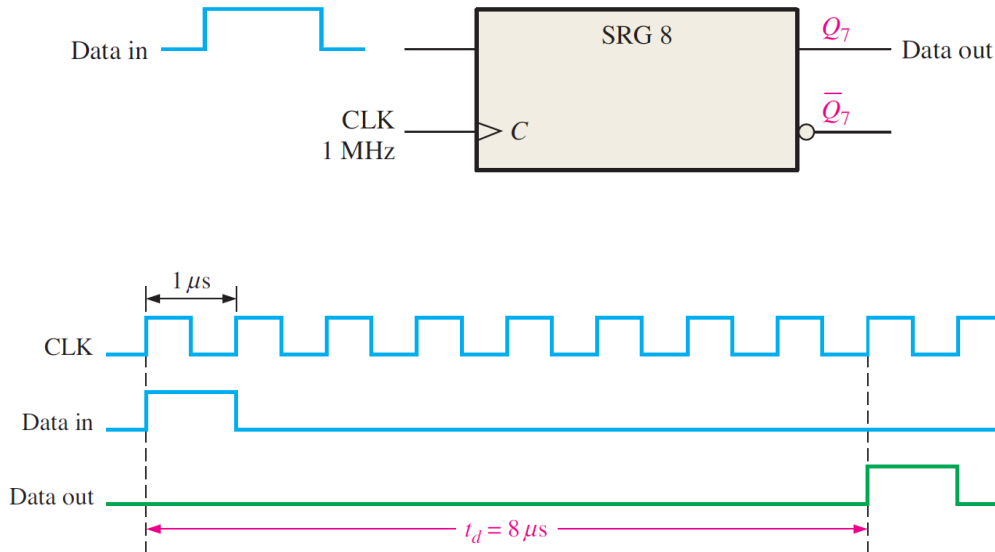 SRG 8
Q₇
Data in
Data out
Q̅₇
CLK
C
1 MHz
1 μs
CLK
Data in
Data out
t_d = 8 μs